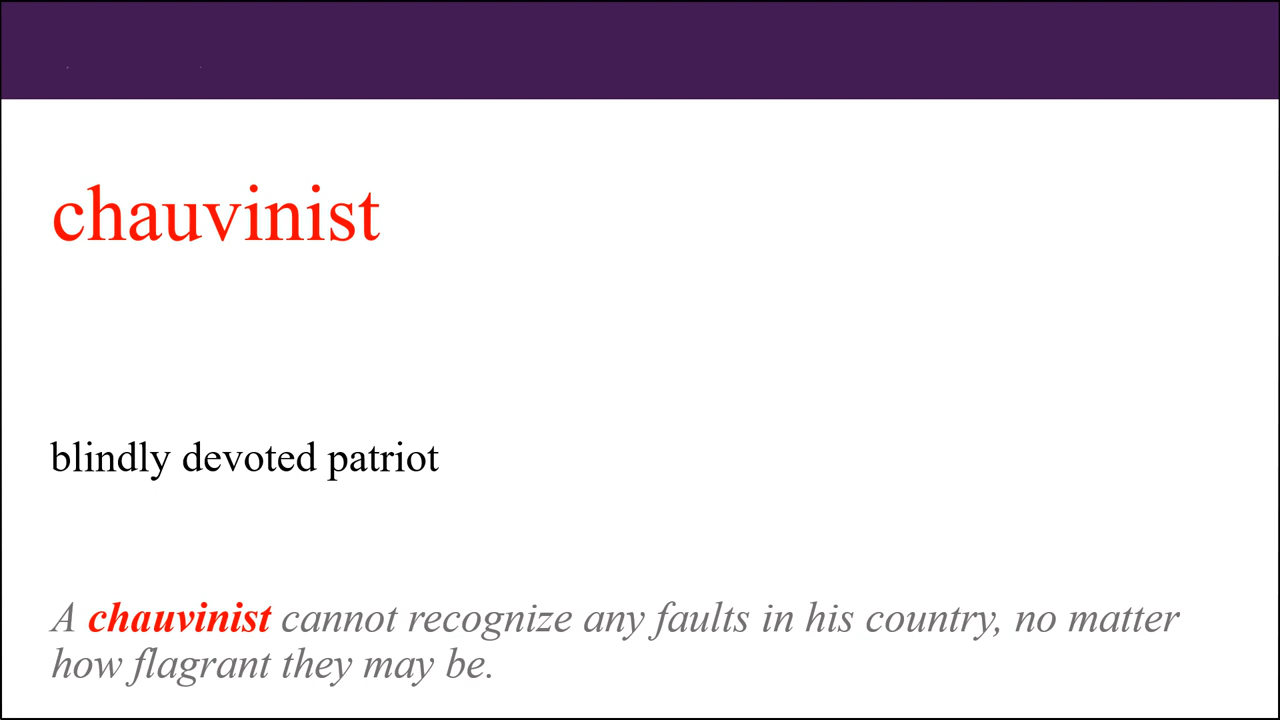 chauvinist
blindly devoted patriot
A chauvinist cannot recognize any faults in his country, no matter
how flagrant they may be.